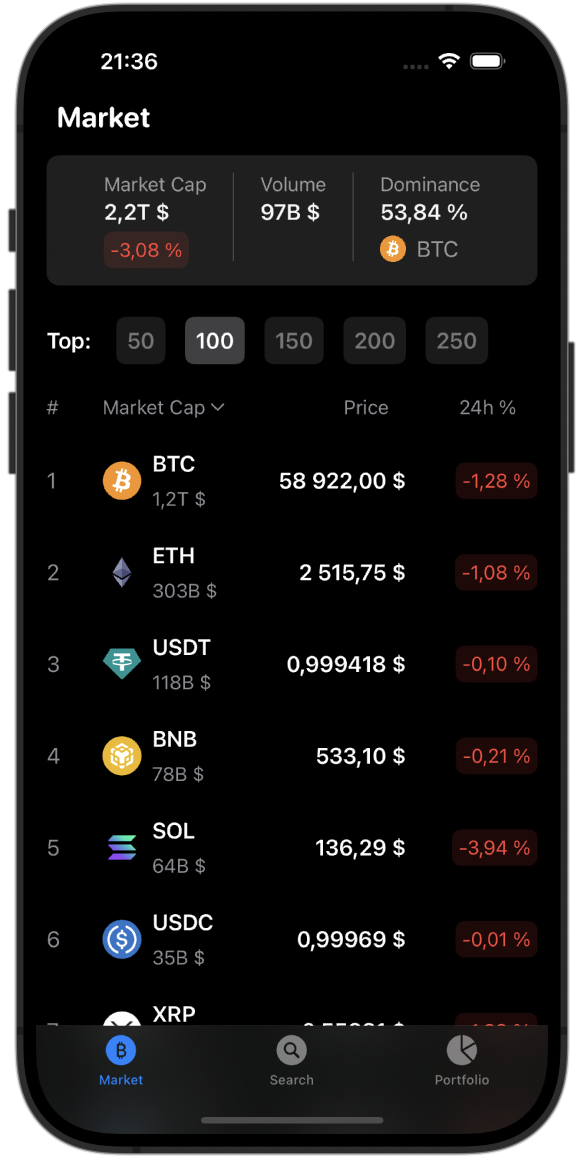 21:36
Market
Market Cap Volume Dominance
2,2T $ 97B $ 53,84 %
-3,08 % BTC
Top: 50 100 150 200 250
# Market Cap Price 24h %
1 BTC 58 922,00 $ -1,28 %
1,2T $
2 ETH 2 515,75 $ -1,08 %
303B $
3 USDT 0,999418 $ -0,10 %
118B $
4 BNB 533,10 $ -0,21 %
78B $
5 SOL 136,29 $ -3,94 %
64B $
6 USDC 0,99969 $ -0,01 %
35B $
XRP
Market Search Portfolio